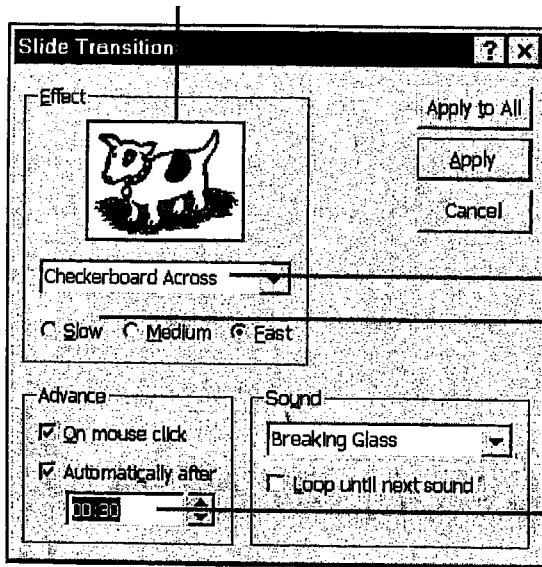 Slide Transition ? ×
Effect
Apply to All
Apply
Cancel
Checkerboard Across
Slow Medium Fast
Advance
On mouse click
Automatically after
00:30
Sound
Breaking Glass
Loop until next sound